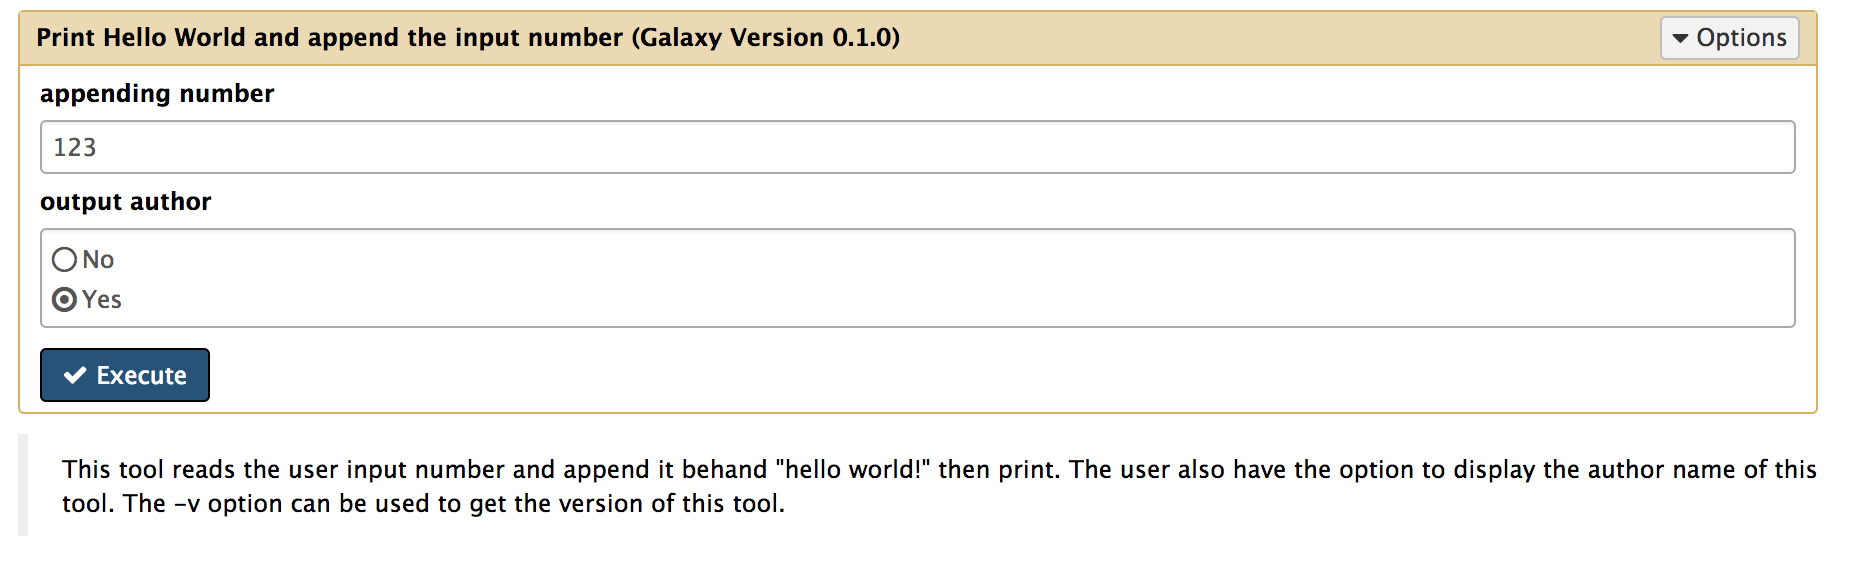 Print Hello World and append the input number (Galaxy Version 0.1.0)
Options
appending number
123
output author
No
Yes
Execute
This tool reads the user input number and append it behand "hello world!" then print. The user also have the option to display the author name of this
tool. The -v option can be used to get the version of this tool.